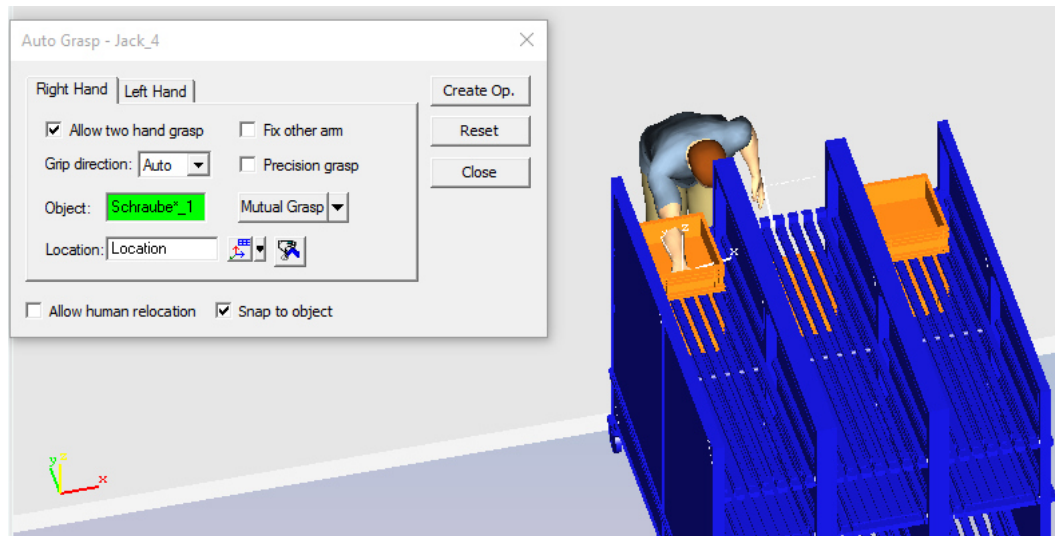 Auto Grasp - Jack_4
Right Hand Left Hand
Create Op.
Allow two hand grasp Fix other arm
Reset
Grip direction: Auto Precision grasp
Close
Object: Schraube*_1 Mutual Grasp
Location: Location
Allow human relocation Snap to object
z
x
y z
x